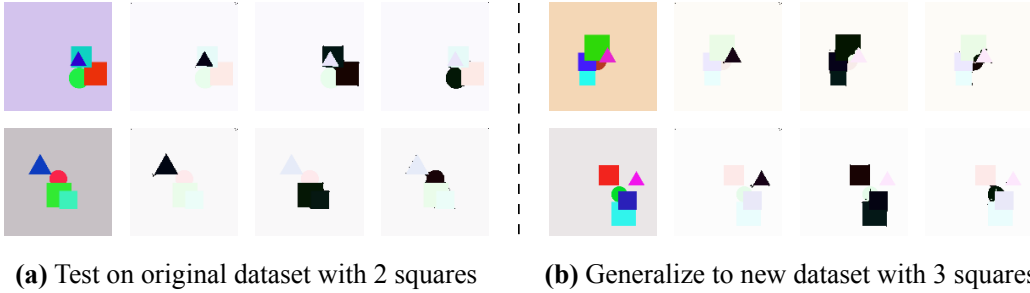 (a) Test on original dataset with 2 squares
(b) Generalize to new dataset with 3 squares